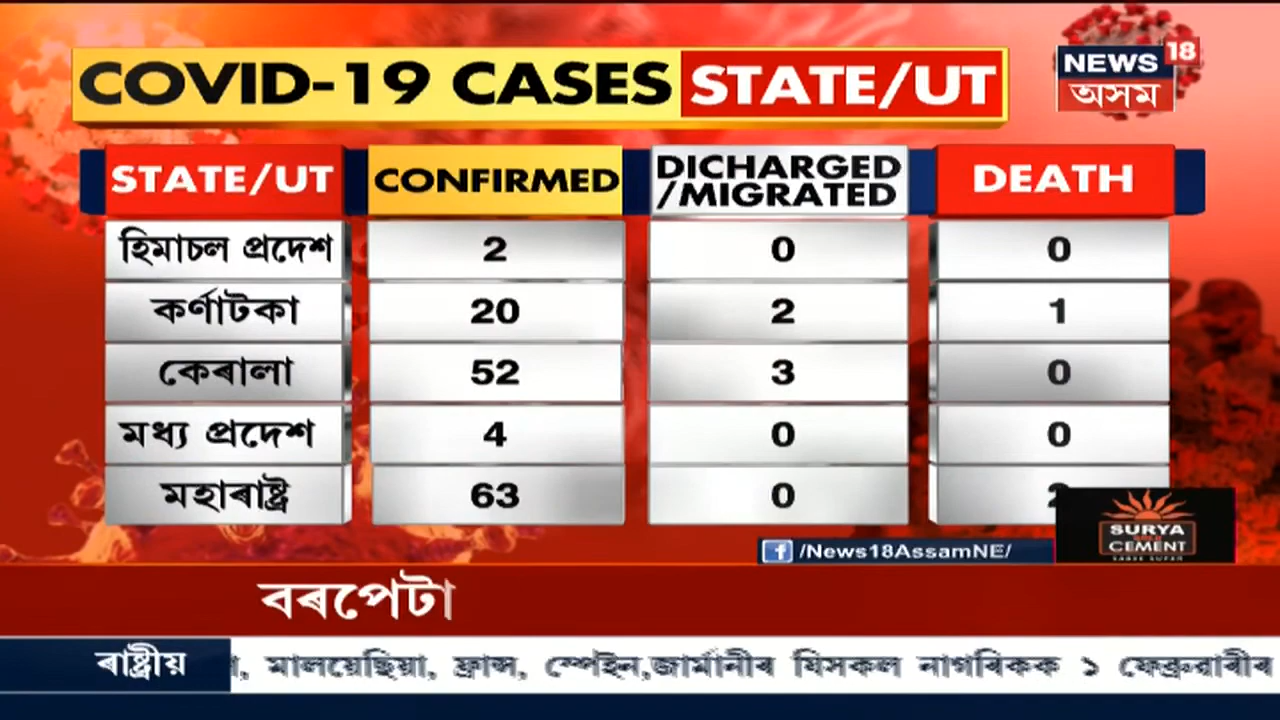 COVID-19 CASES STATE/UT
NEWS 18
অসম
STATE/UT CONFIRMED DICHARGED/MIGRATED DEATH
হিমাচল প্ৰদেশ 2 0 0
কৰ্ণাটকা 20 2 1
কেৰালা 52 3 0
মধ্য প্ৰদেশ 4 0 0
মহাৰাষ্ট্ৰ 63 0
SURYA
GOLD
CEMENT
/News18AssamNE/
বৰপেটা
ৰাষ্ট্ৰীয় , মালয়েছিয়া, ফ্ৰান্স, স্পেইন,জাৰ্মানীৰ যিসকল নাগৰিকক ১ ফেব্ৰুৱাৰীৰ